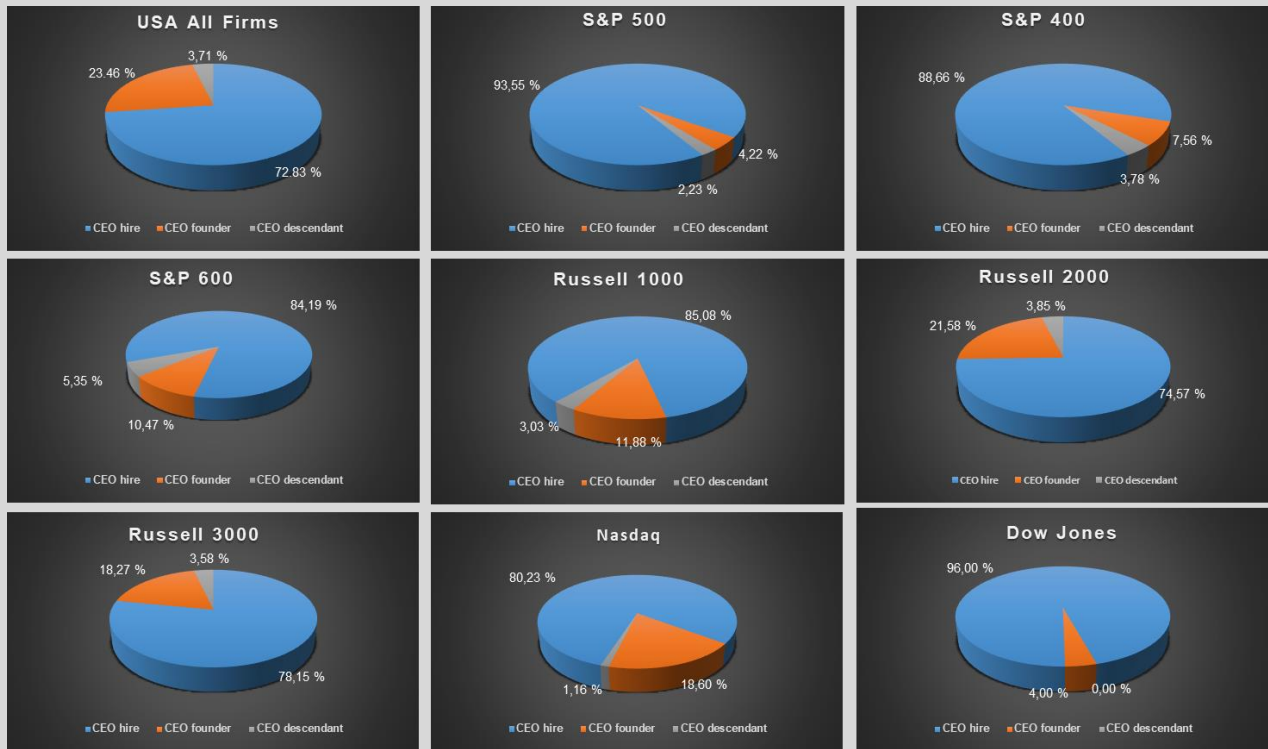 USA All Firms
3,71 %
23.46 %
72.83 %
CEO hire CEO founder CEO descendant
S&P 500
93,55 %
4,22 %
2,23 %
CEO hire CEO founder CEO descendant
S&P 400
88,66 %
7,56 %
3,78 %
CEO hire CEO founder CEO descendant
S&P 600
84,19 %
5,35 %
10,47 %
CEO hire CEO founder CEO descendant
Russell 1000
85,08 %
3,03 %
11,88 %
CEO hire CEO founder CEO descendant
Russell 2000
3,85 %
21,58 %
74,57 %
CEO hire CEO founder CEO descendant
Russell 3000
3,58 %
18,27 %
78,15 %
CEO hire CEO founder CEO descendant
Nasdaq
80,23 %
1,16 %
18,60 %
CEO hire CEO founder CEO descendant
Dow Jones
96,00 %
4,00 %
0,00 %
CEO hire CEO founder CEO descendant